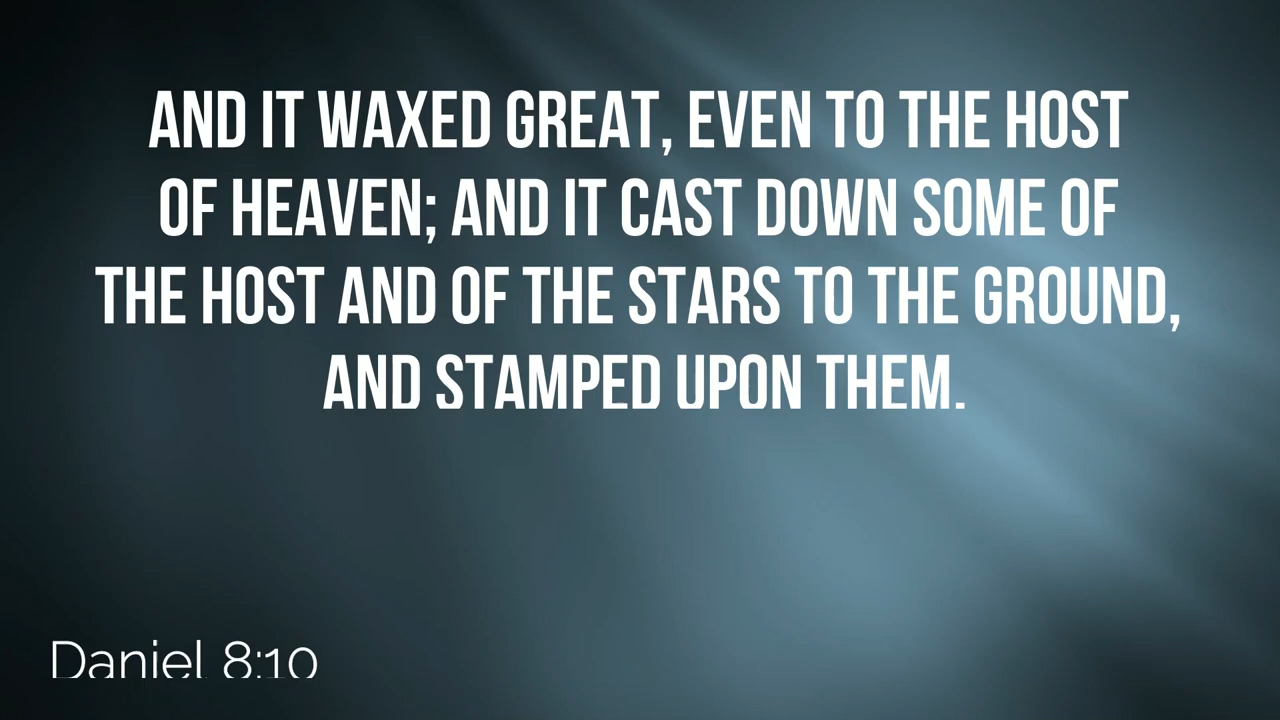 AND IT WAXED GREAT, EVEN TO THE HOST
OF HEAVEN; AND IT CAST DOWN SOME OF
THE HOST AND OF THE STARS TO THE GROUND,
AND STAMPED UPON THEM.
Daniel 8:10